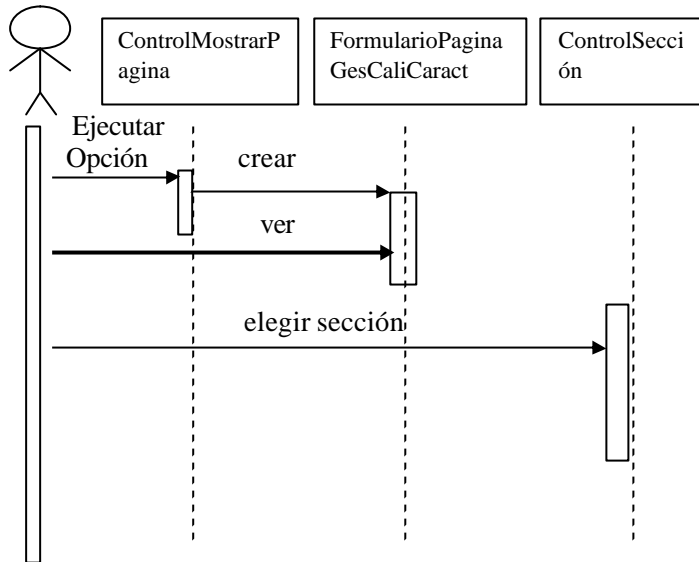 ControlMostrarP
agina
FormularioPagina
GesCaliCaract
ControlSecci
ón
Ejecutar
Opción
crear
ver
elegir sección